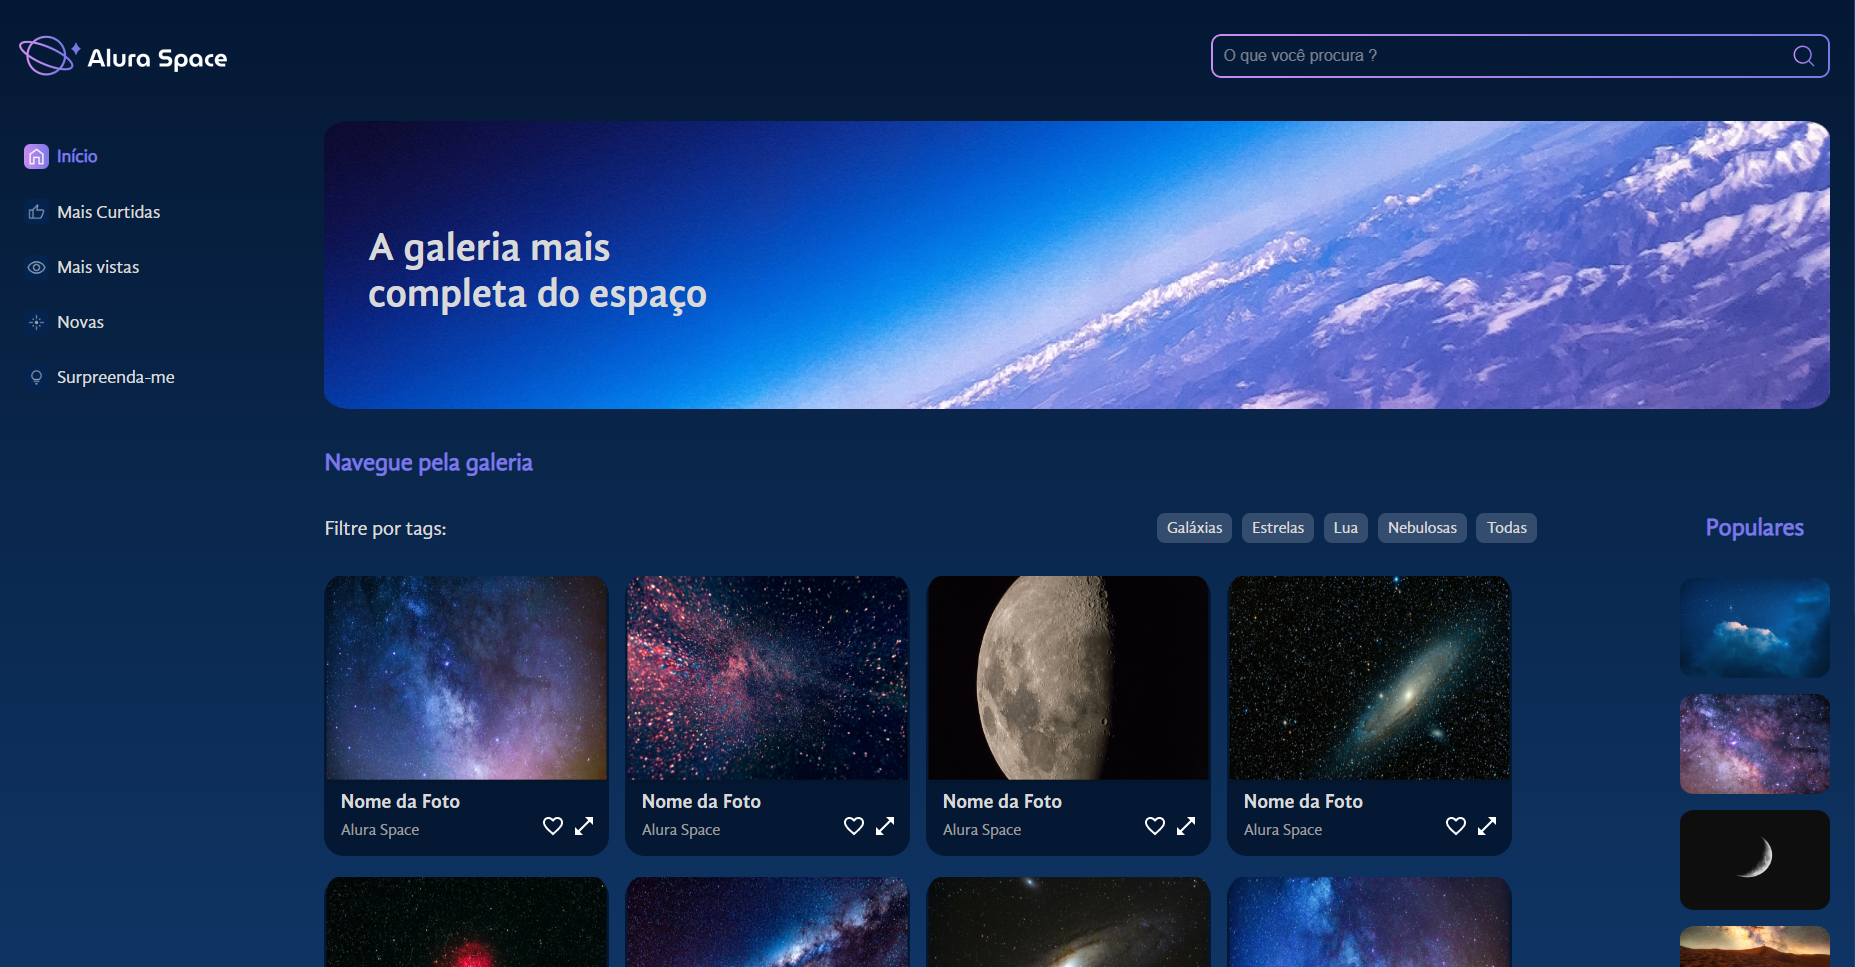 Alura Space
O que você procura ?
Início
Mais Curtidas
Mais vistas
Novas
Surpreenda-me
A galeria mais
completa do espaço
Navegue pela galeria
Filtre por tags:
Galáxias
Estrelas
Lua
Nebulosas
Todas
Populares
Nome da Foto
Alura Space
Nome da Foto
Alura Space
Nome da Foto
Alura Space
Nome da Foto
Alura Space